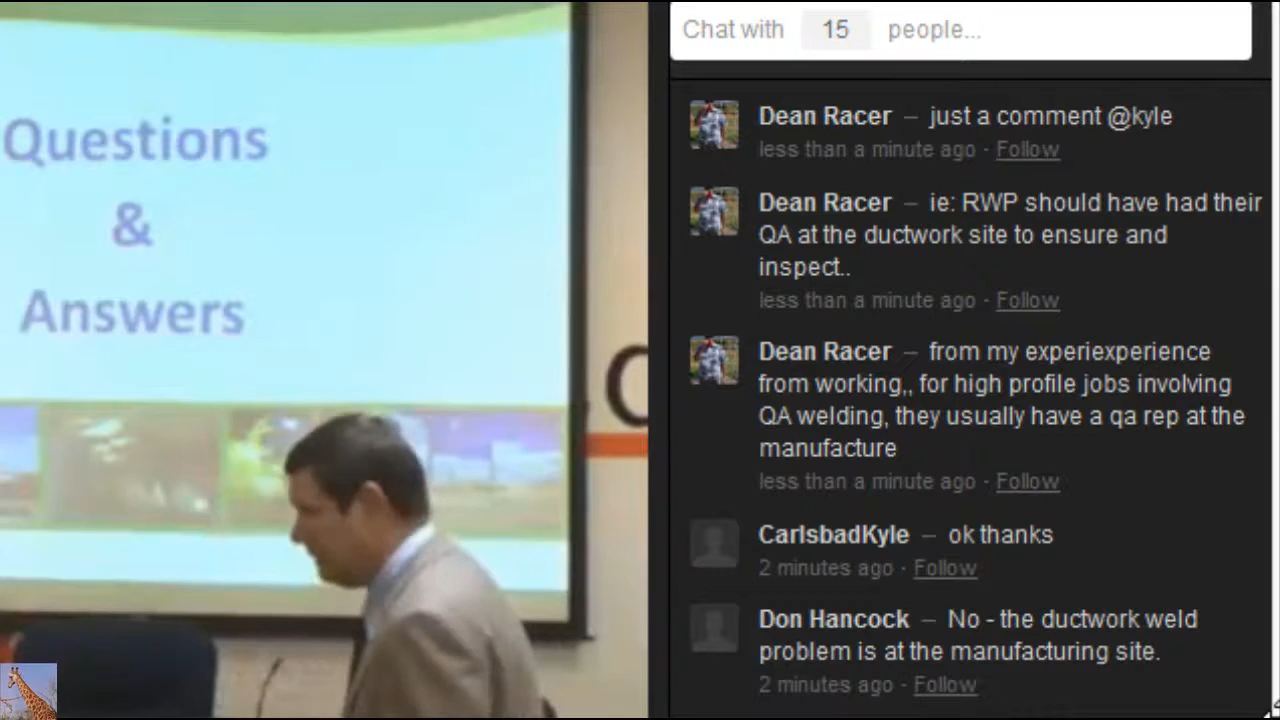 Questions
&
Answers
Chat with 15 people...
Dean Racer – just a comment @kyle
less than a minute ago · Follow
Dean Racer – ie: RWP should have had their
QA at the ductwork site to ensure and
inspect..
less than a minute ago · Follow
Dean Racer – from my experiexperience
from working,, for high profile jobs involving
QA welding, they usually have a qa rep at the
manufacture
less than a minute ago · Follow
CarlsbadKyle – ok thanks
2 minutes ago · Follow
Don Hancock – No - the ductwork weld
problem is at the manufacturing site.
2 minutes ago · Follow